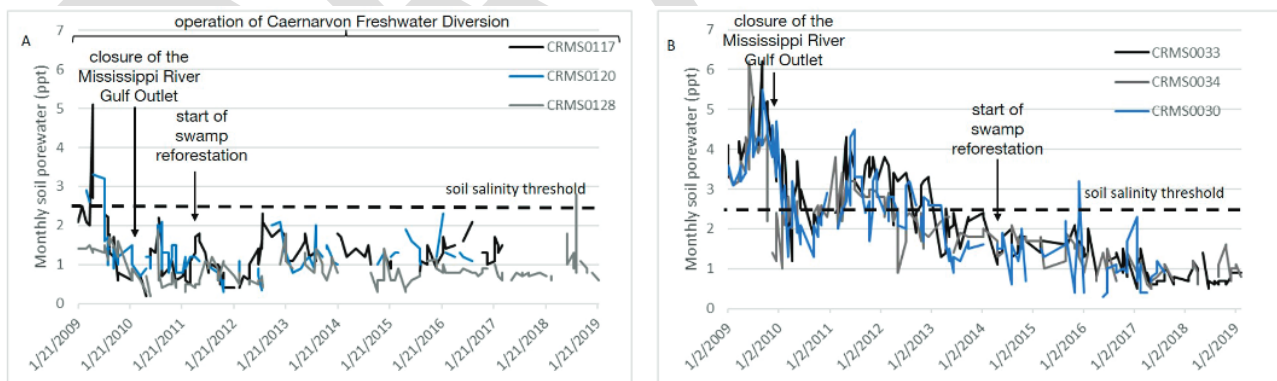 operation of Caernarvon Freshwater Diversion
A
7
6
5
4
3
2
1
0
Monthly soil porewater (ppt)
closure of the
Mississippi River
Gulf Outlet
start of
swamp
reforestation
CRMS0117
CRMS0120
CRMS0128
soil salinity threshold
1/21/2009
1/21/2010
1/21/2011
1/21/2012
1/21/2013
1/21/2014
1/21/2015
1/21/2016
1/21/2017
1/21/2018
1/21/2019
B
7
6
5
4
3
2
1
0
Monthly soil porewater (ppt)
closure of the
Mississippi River
Gulf Outlet
CRMS0033
CRMS0034
CRMS0030
start of
swamp
reforestation
soil salinity threshold
1/2/2009
1/2/2010
1/2/2011
1/2/2012
1/2/2013
1/2/2014
1/2/2015
1/2/2016
1/2/2017
1/2/2018
1/2/2019